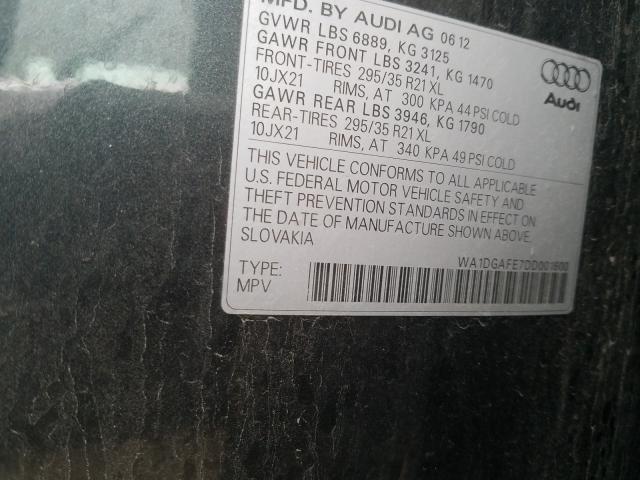 MFD. BY AUDI AG 06 12
GVWR LBS 6889, KG 3125
GAWR FRONT LBS 3241, KG 1470
FRONT-TIRES 295/35 R21 XL
10JX21 RIMS, AT 300 KPA 44 PSI COLD
GAWR REAR LBS 3946, KG 1790
REAR-TIRES 295/35 R21 XL
10JX21 RIMS, AT 340 KPA 49 PSI COLD
Audi
THIS VEHICLE CONFORMS TO ALL APPLICABLE
U.S. FEDERAL MOTOR VEHICLE SAFETY AND
THEFT PREVENTION STANDARDS IN EFFECT ON
THE DATE OF MANUFACTURE SHOWN ABOVE.
SLOVAKIA
WA1DGAFE7DD001600
TYPE:
MPV